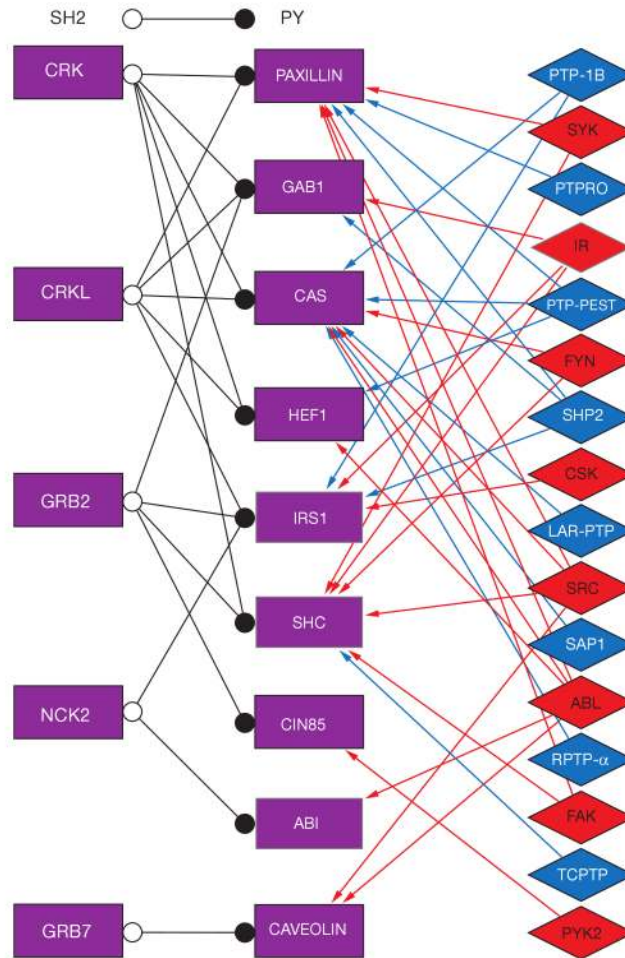 SH2 PY
CRK
CRKL
GRB2
NCK2
GRB7
PAXILLIN
GAB1
CAS
HEF1
IRS1
SHC
CIN85
ABI
CAVEOLIN
PTP-1B
SYK
PTPRO
IR
PTP-PEST
FYN
SHP2
CSK
LAR-PTP
SRC
SAP1
ABL
RPTP-α
FAK
TCPTP
PYK2